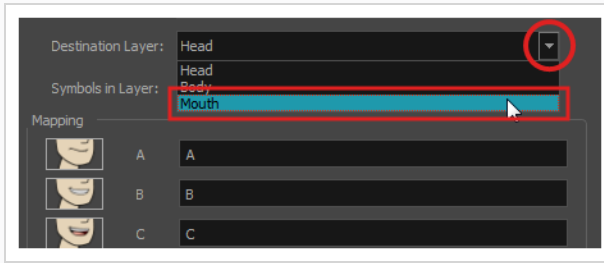 Destination Layer: Head
Head
Symbols in Layer: Body
Mouth
Mapping
A A
B B
C C